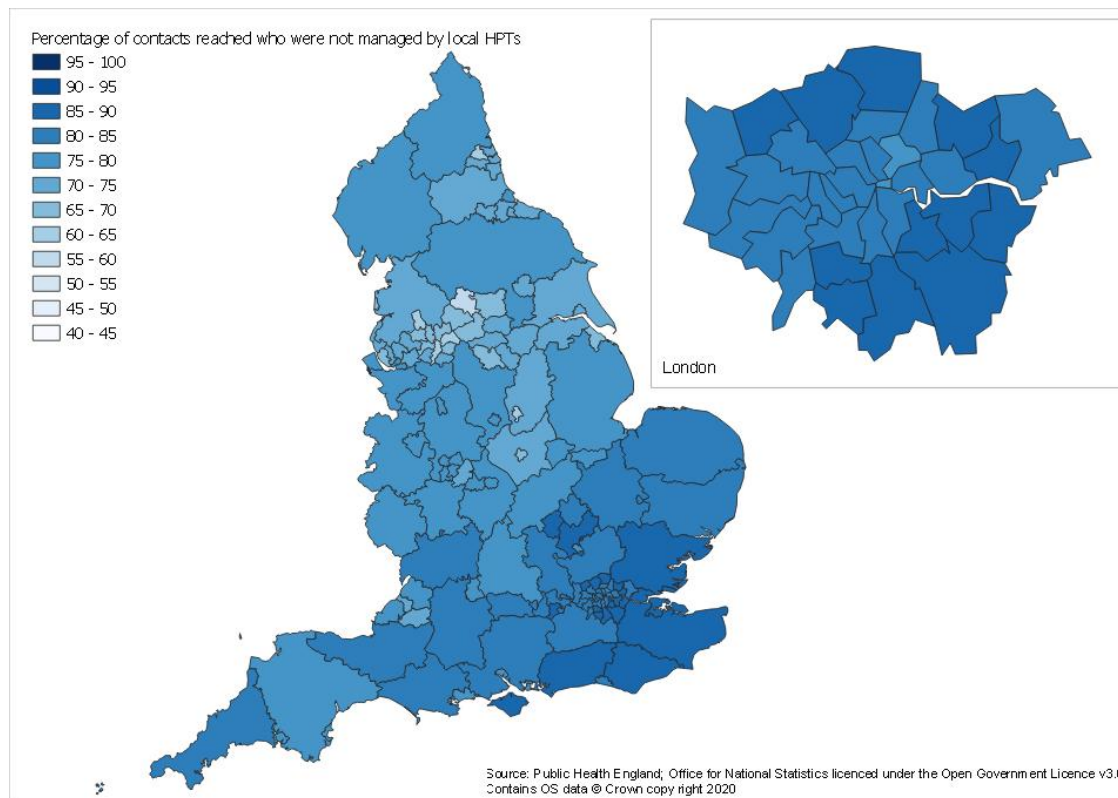 Percentage of contacts reached who were not managed by local HPTs
95 - 100
90 - 95
85 - 90
80 - 85
75 - 80
70 - 75
65 - 70
60 - 65
55 - 60
50 - 55
45 - 50
40 - 45
London
Source: Public Health England; Office for National Statistics licenced under the Open Government Licence v3.0
Contains OS data © Crown copy right 2020